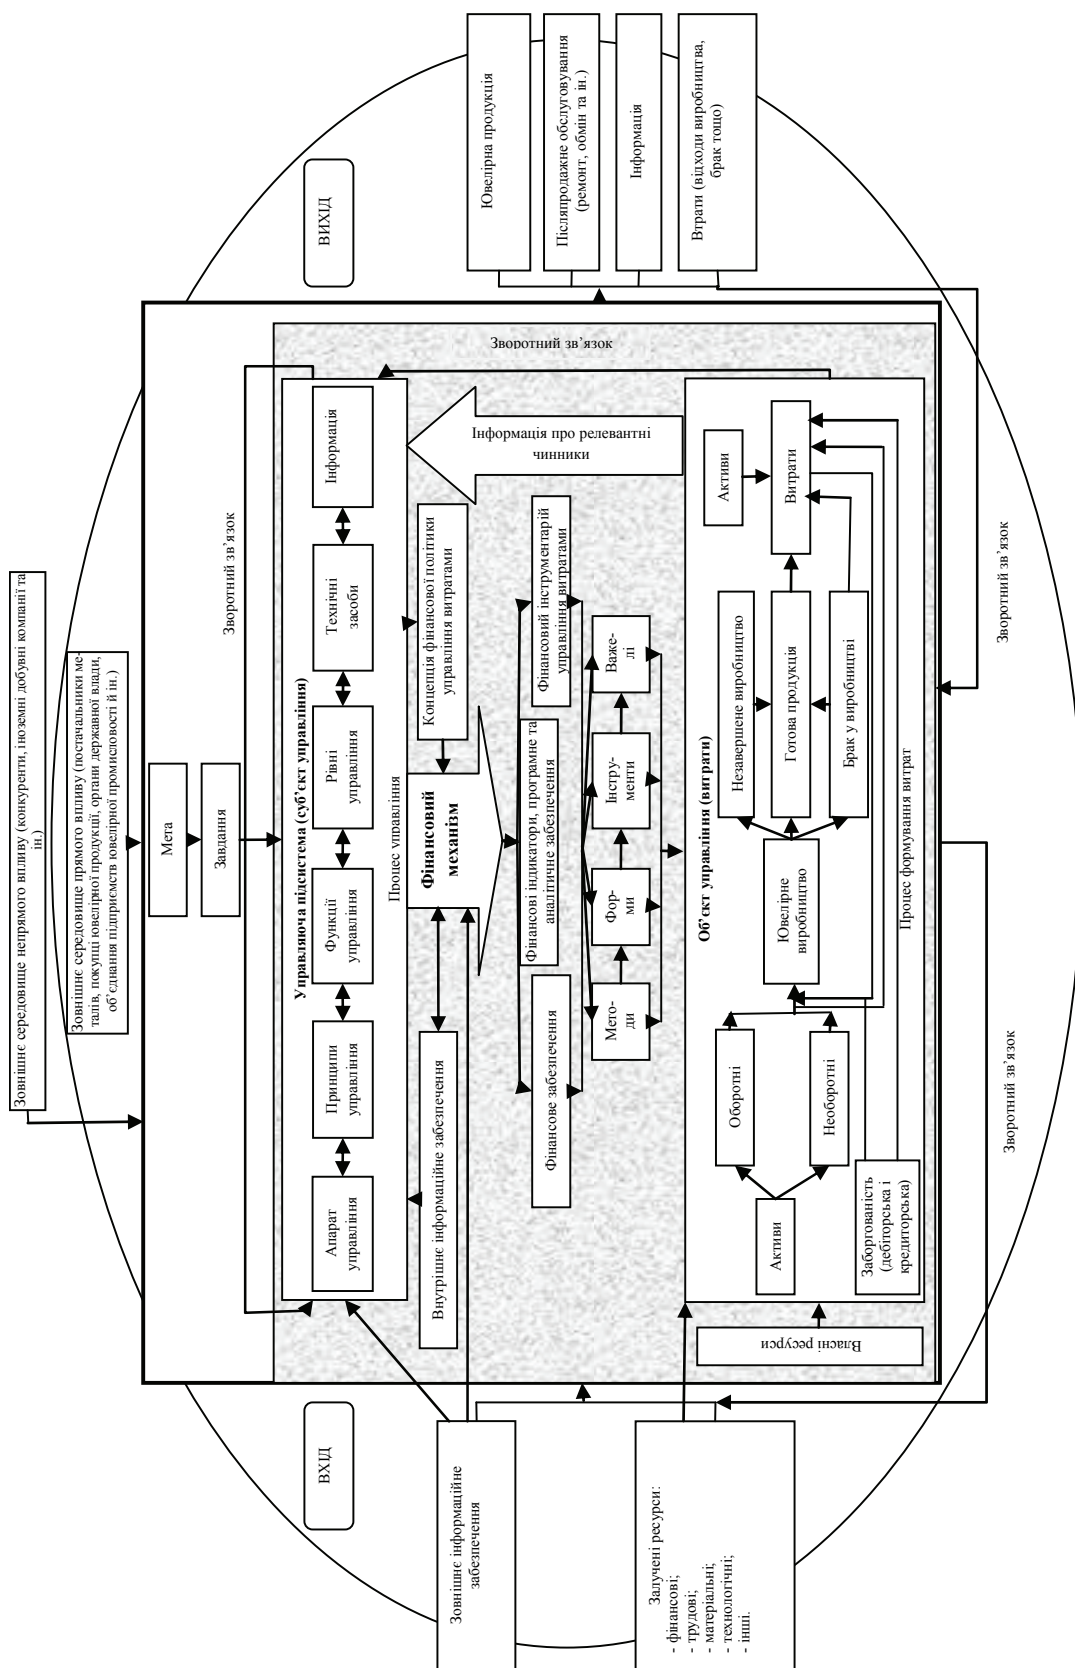 Зовнішнє середовище непрямого впливу (конкуренти, іноземні добувні компанії та
ін.)
Зовнішнє середовище прямого впливу (постачальники ме-
талів, покупці ювелірної продукції, органи державної влади,
об’єднання підприємств ювелірної промисловості й ін.)
Мета
Завдання
Зворотний зв’язок
ВХІД
ВИХІД
Управляюча підсистема (суб’єкт управління)
Апарат
управління
Принципи
управління
Функції
управління
Рівні
управління
Технічні
засоби
Інформація
Процес управління
Зовнішнє інформаційне
забезпечення
Внутрішнє інформаційне забезпечення
Фінансовий
механізм
Концепція фінансової політики
управління витратами
Інформація про релевантні
чинники
Зворотний зв’язок
Фінансове забезпечення
Фінансові індикатори, програмне та
аналітичне забезпечення
Фінансовий інструментарій
управління витратами
Мето-
ди
Фор-
ми
Інстру-
менти
Важе-
лі
Залучені ресурси:
- фінансові;
- трудові;
- матеріальні;
- технологічні;
- інші.
Власні ресурси
Об’єкт управління (витрати)
Активи
Оборотні
Необоротні
Заборгованість
(дебіторська і
кредиторська)
Ювелірне
виробництво
Незавершене виробництво
Готова продукція
Брак у виробництві
Активи
Витрати
Процес формування витрат
Ювелірна продукція
Післяпродажне обслуговування
(ремонт, обмін та ін.)
Інформація
Втрати (відходи виробництва,
брак тощо)
Зворотний зв’язок
Зворотний зв’язок